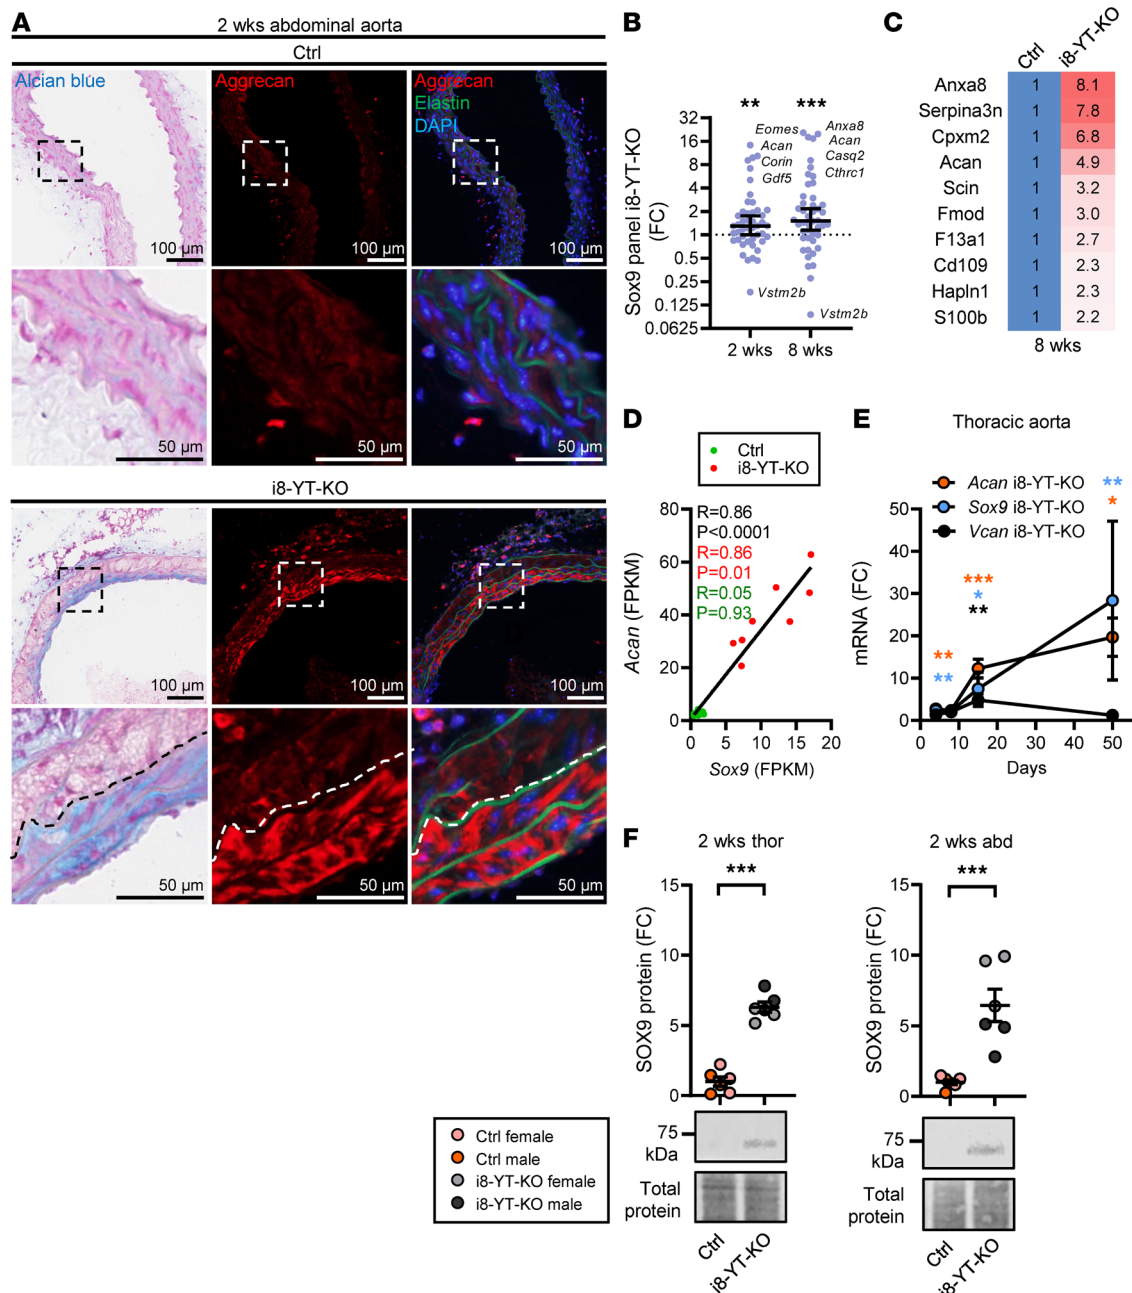 A
2 wks abdominal aorta
Ctrl
Alcian blue
Aggrecan
Aggrecan
Elastin
DAPI
100 µm
100 µm
100 µm
50 µm
50 µm
50 µm
i8-YT-KO
100 µm
100 µm
100 µm
50 µm
50 µm
50 µm
B
Sox9 panel i8-YT-KO
(FC)
** ***
32
16
8
4
2
1
0.5
0.25
0.125
0.0625
Eomes
Acan
Corin
Gdf5
Anxa8
Acan
Casq2
Cthrc1
Vstm2b
Vstm2b
2 wks 8 wks
C
Ctrl i8-YT-KO
Anxa8 1 8.1
Serpina3n 1 7.8
Cpxm2 1 6.8
Acan 1 4.9
Scin 1 3.2
Fmod 1 3.0
F13a1 1 2.7
Cd109 1 2.3
Hapln1 1 2.3
S100b 1 2.2
8 wks
D
Ctrl
i8-YT-KO
Acan (FPKM)
80
60
40
20
0
R=0.86
P<0.0001
R=0.86
P=0.01
R=0.05
P=0.93
0 5 10 15 20
Sox9 (FPKM)
E
Thoracic aorta
Acan i8-YT-KO
Sox9 i8-YT-KO
Vcan i8-YT-KO
mRNA (FC)
50
40
30
20
10
0
**
**
***
*
**
**
*
0 10 20 30 40 50
Days
F
2 wks thor
***
SOX9 protein (FC)
15
10
5
0
75
kDa
Total
protein
Ctrl
i8-YT-KO
2 wks abd
***
SOX9 protein (FC)
15
10
5
0
75
kDa
Total
protein
Ctrl
i8-YT-KO
Ctrl female
Ctrl male
i8-YT-KO female
i8-YT-KO male